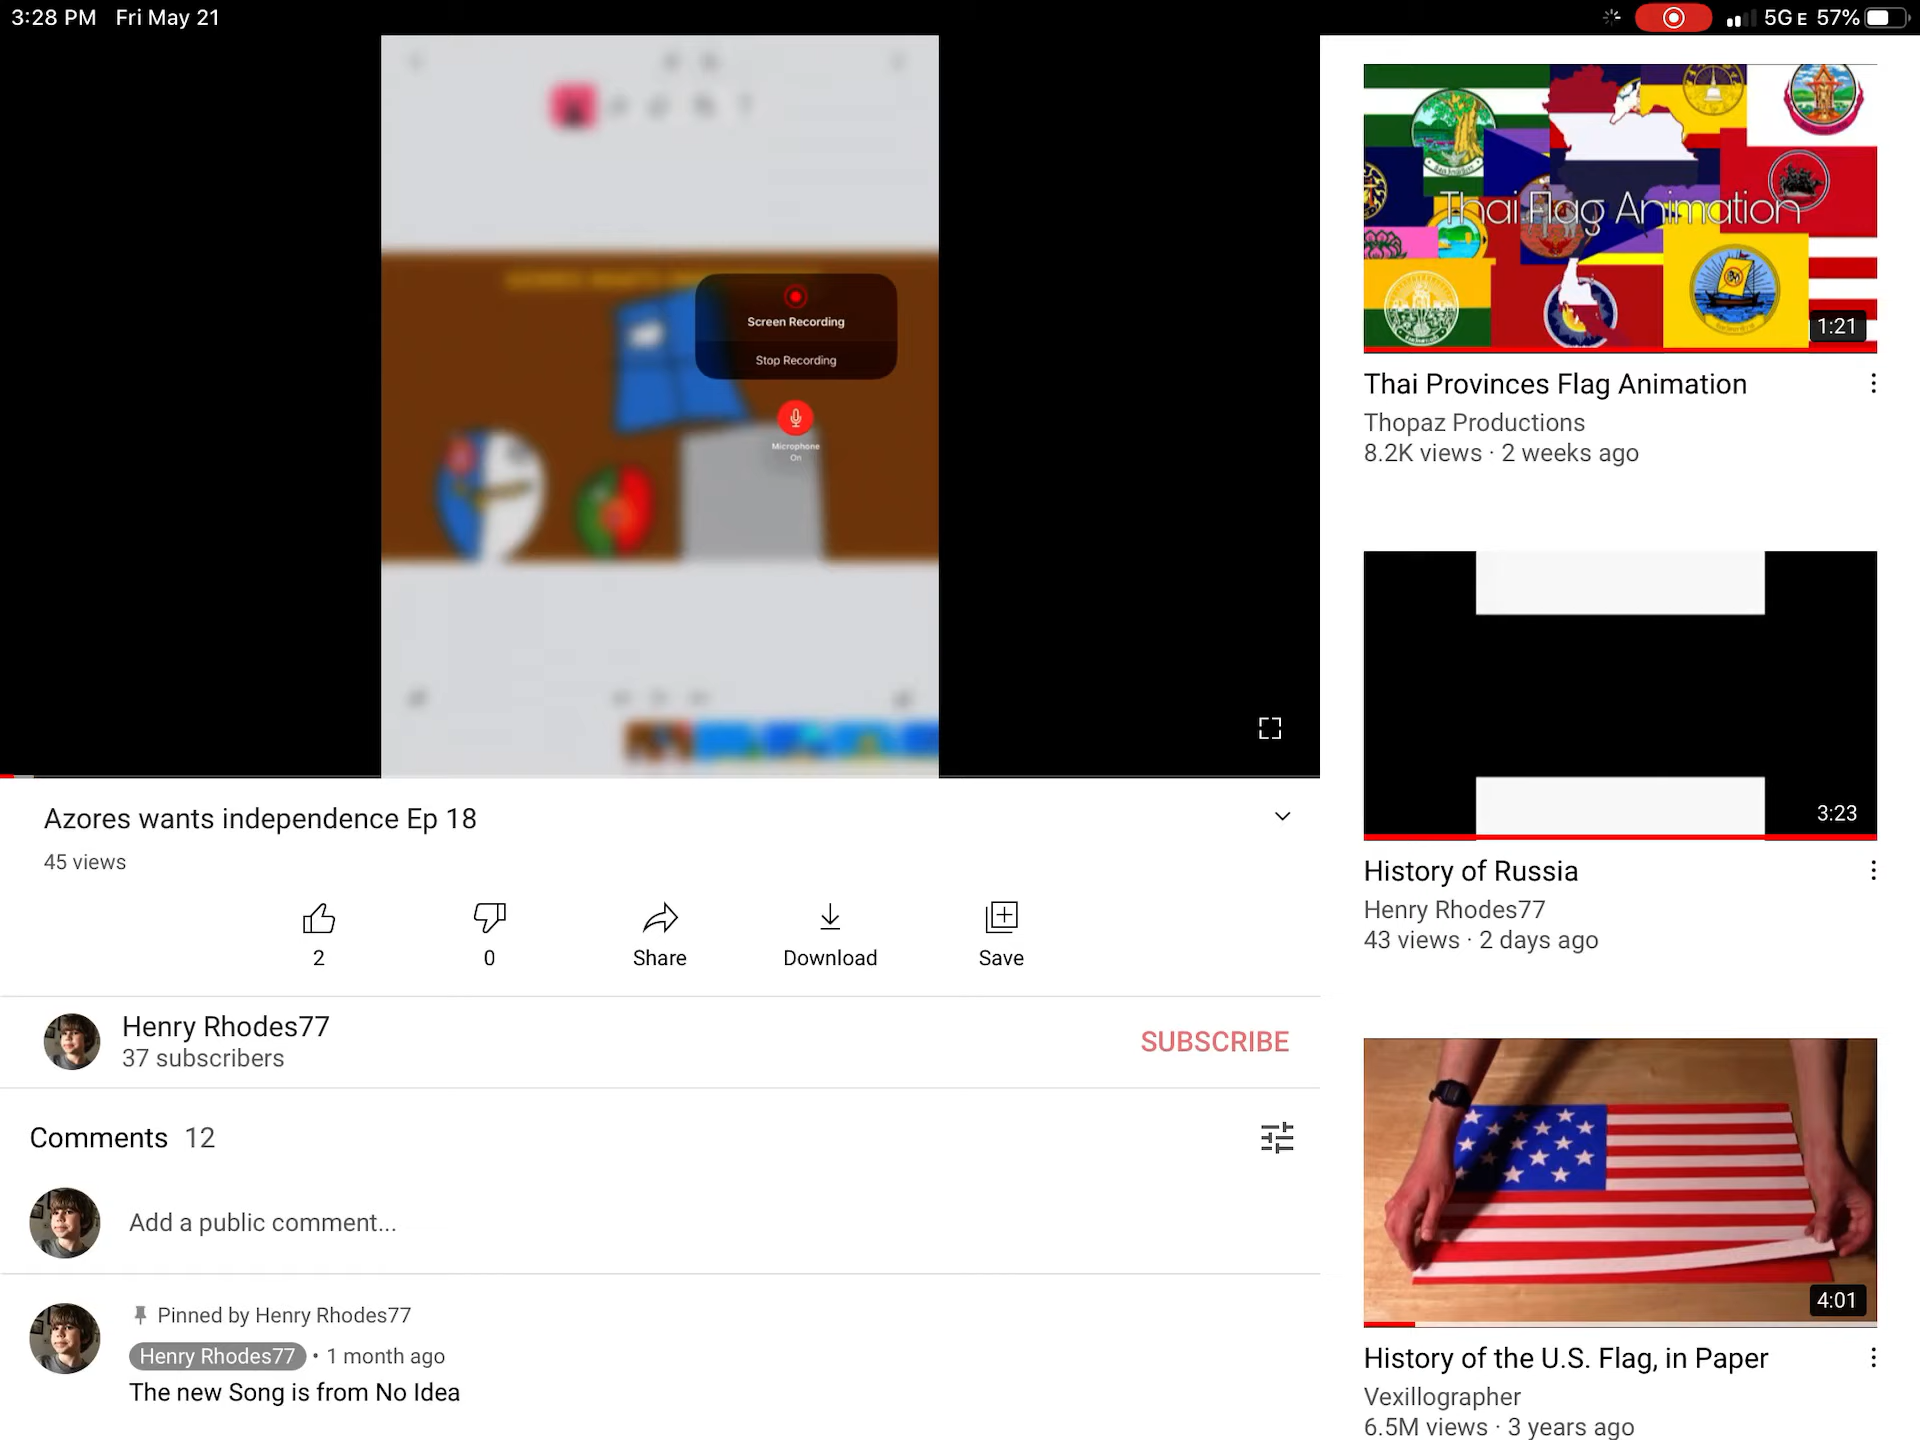 3:28 PM Fri May 21
5G E 57%
Screen Recording
Stop Recording
Microphone
On
Azores wants independence Ep 18
45 views
2
0
Share
Download
Save
Henry Rhodes77
37 subscribers
SUBSCRIBE
Comments 12
Add a public comment...
Pinned by Henry Rhodes77
Henry Rhodes77 • 1 month ago
The new Song is from No Idea
Thai Flag Animation
1:21
Thai Provinces Flag Animation
Thopaz Productions
8.2K views · 2 weeks ago
3:23
History of Russia
Henry Rhodes77
43 views · 2 days ago
4:01
History of the U.S. Flag, in Paper
Vexillographer
6.5M views · 3 years ago